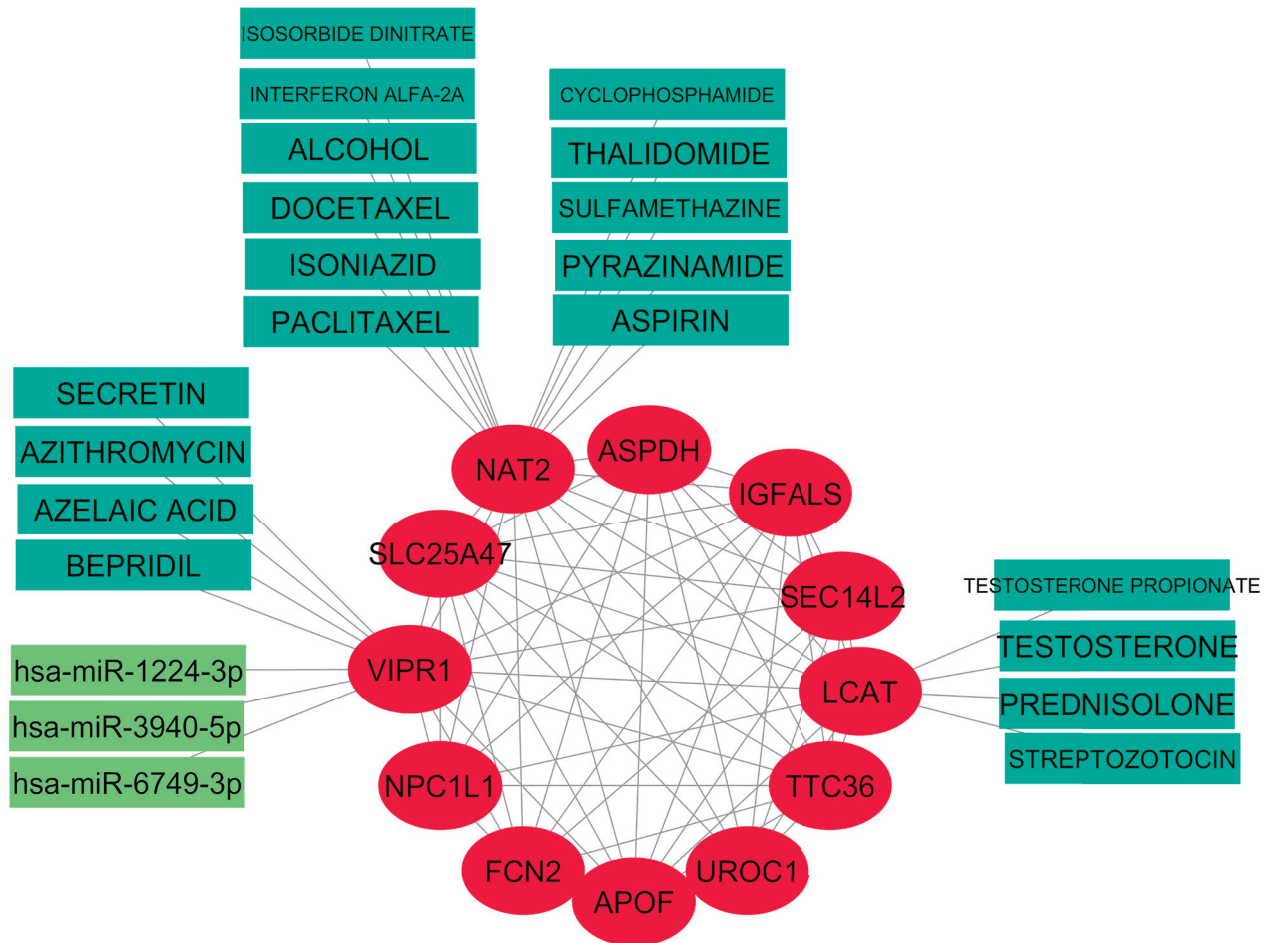 ISOSORBIDE DINITRATE
INTERFERON ALFA-2A
ALCOHOL
DOCETAXEL
ISONIAZID
PACLITAXEL
CYCLOPHOSPHAMIDE
THALIDOMIDE
SULFAMETHAZINE
PYRAZINAMIDE
ASPIRIN
SECRETIN
AZITHROMYCIN
AZELAIC ACID
BEPRIDIL
hsa-miR-1224-3p
hsa-miR-3940-5p
hsa-miR-6749-3p
NAT2
ASPDH
IGFALS
SLC25A47
SEC14L2
VIPR1
LCAT
NPC1L1
TTC36
FCN2
APOF
UROC1
TESTOSTERONE PROPIONATE
TESTOSTERONE
PREDNISOLONE
STREPTOZOTOCIN